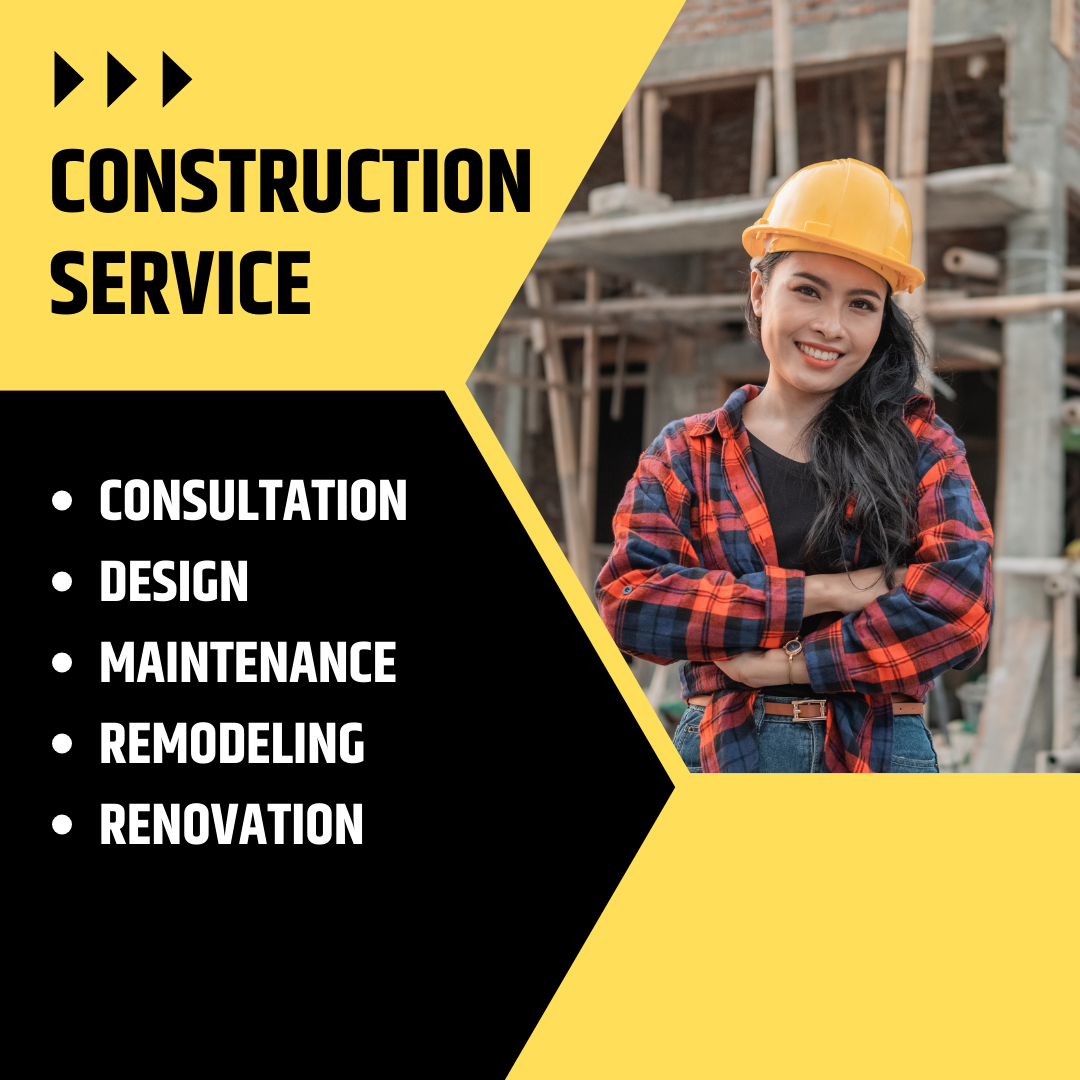 CONSTRUCTION
SERVICE
CONSULTATION
DESIGN
MAINTENANCE
REMODELING
RENOVATION